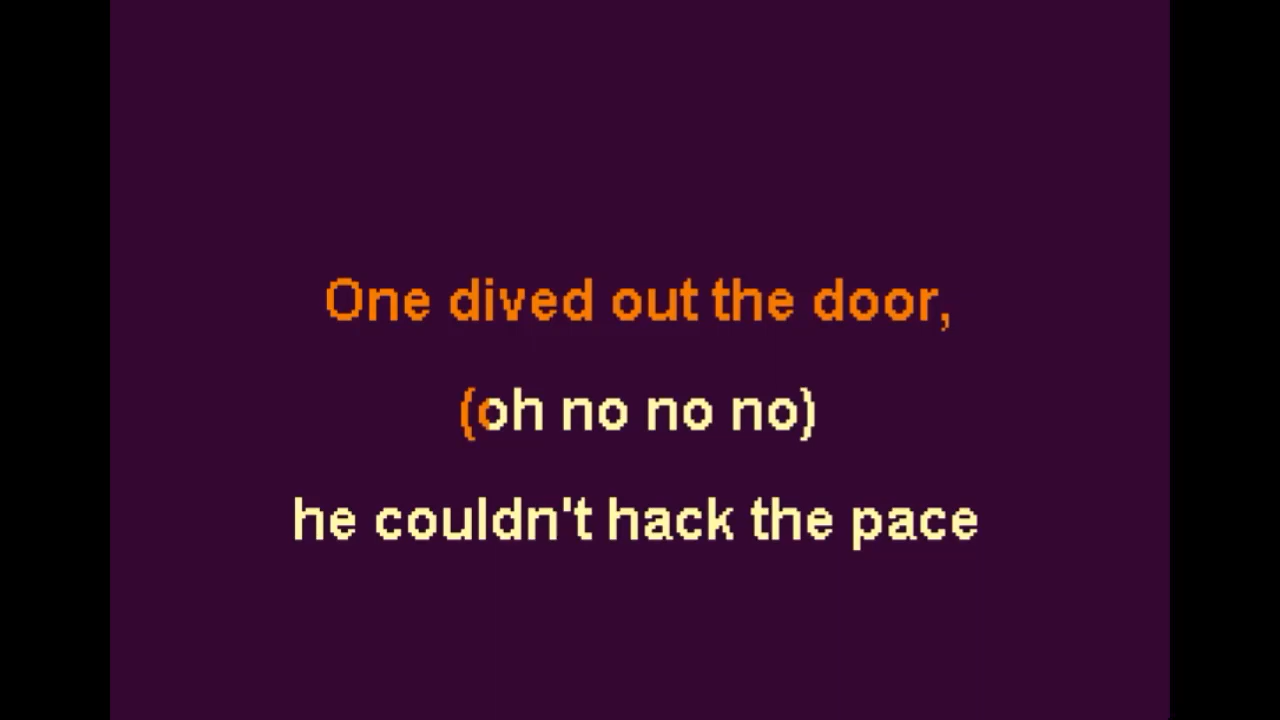 One dived out the door,
(oh no no no)
he couldn't hack the pace